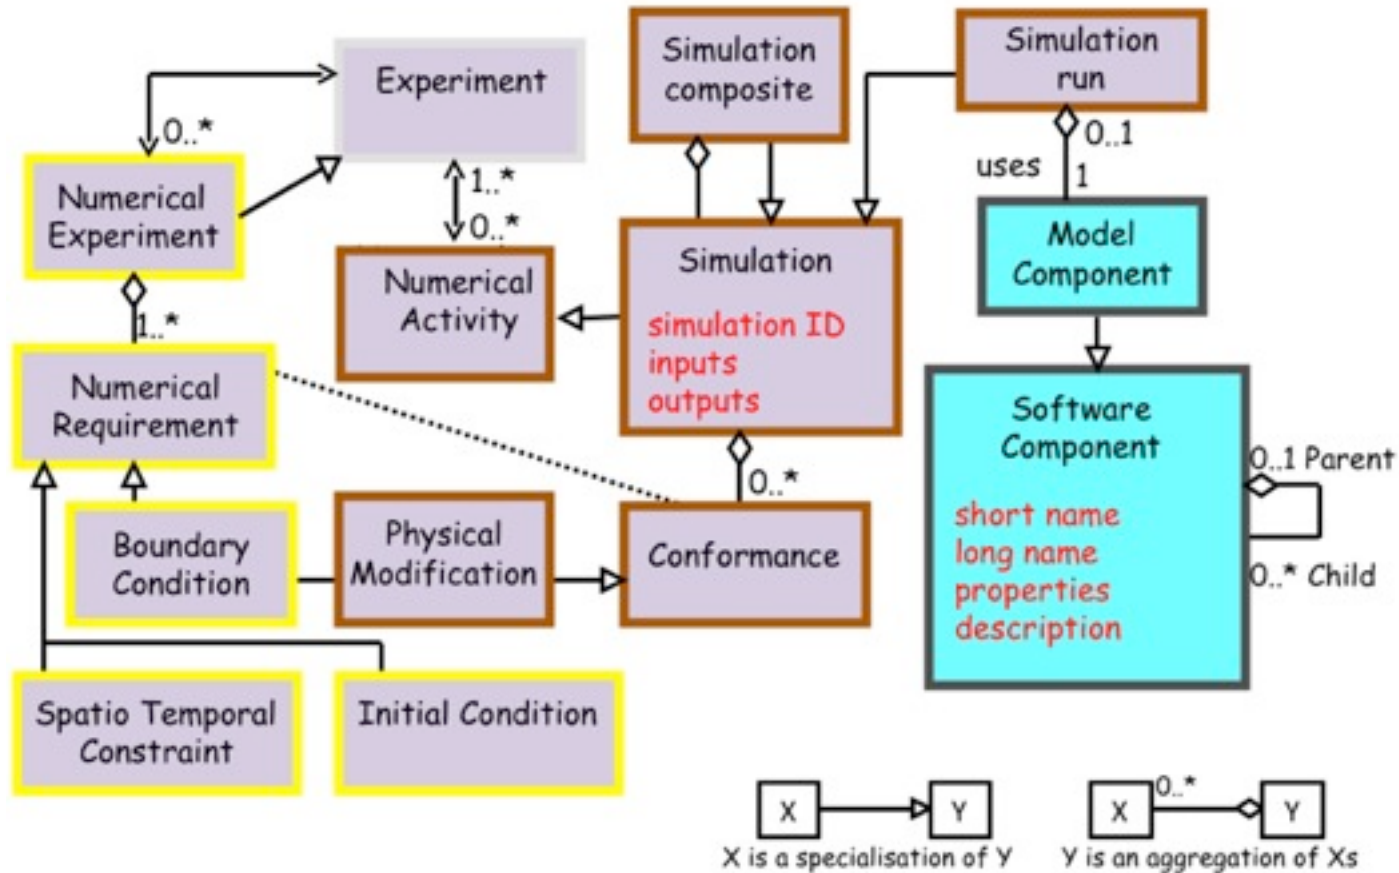 Experiment
Simulation
composite
Simulation
run
0..*
0..1
uses
1
Numerical
Experiment
1..*
0..*
Model
Component
Numerical
Activity
Simulation
simulation ID
inputs
outputs
1..*
Numerical
Requirement
Software
Component
short name
long name
properties
description
0..1 Parent
0..* Child
0..*
Boundary
Condition
Physical
Modification
Conformance
Spatio Temporal
Constraint
Initial Condition
X
Y
X is a specialisation of Y
X
0..*
Y
Y is an aggregation of Xs